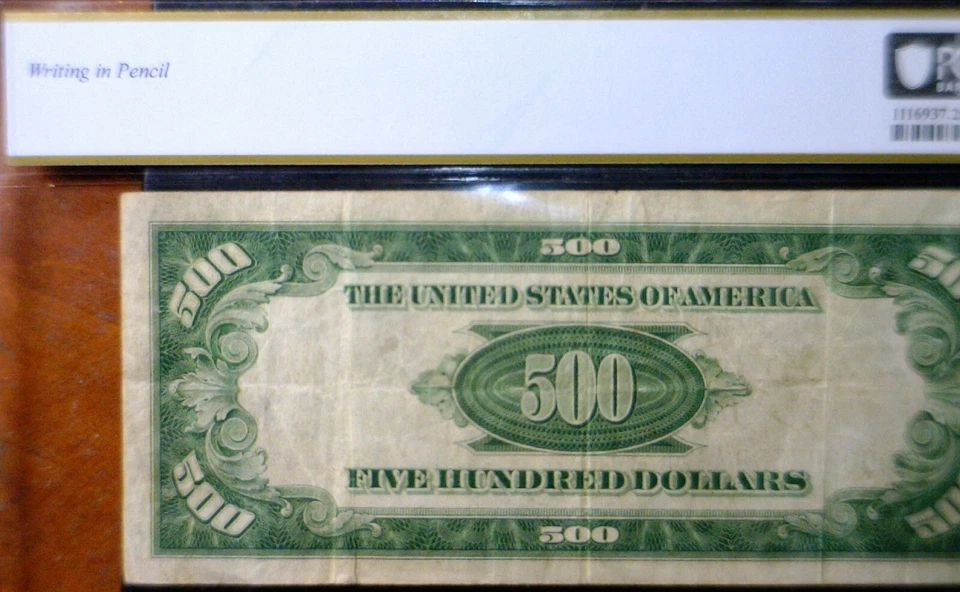 Writing in Pencil
1116937.2
500
500
THE UNITED STATES OF AMERICA
500
FIVE HUNDRED DOLLARS
500
500